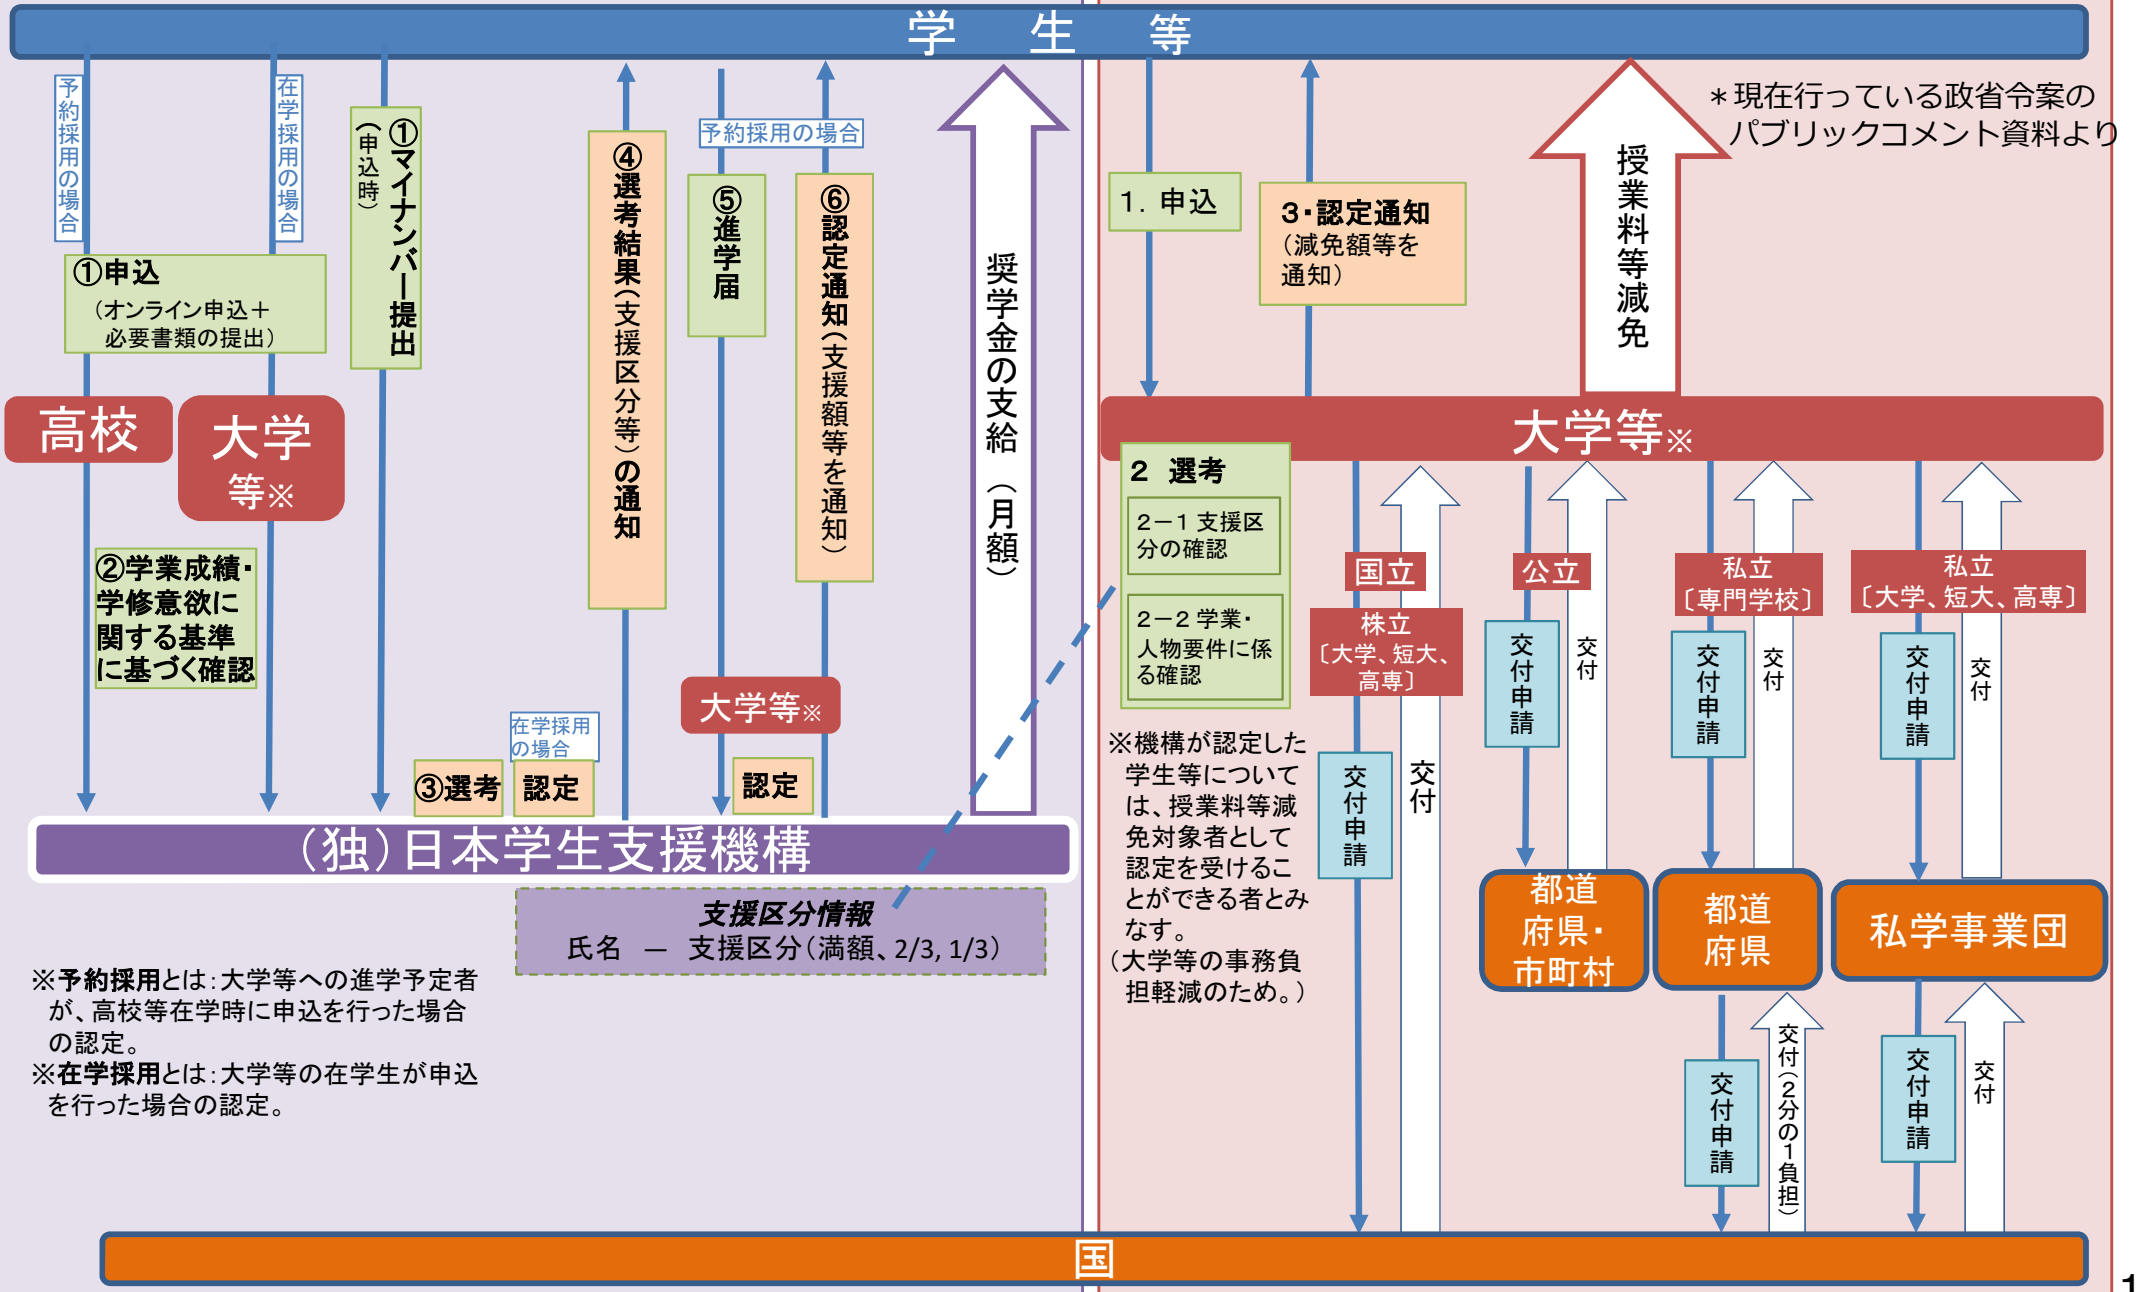 学生等
予約採用の場合
在学採用の場合
①マイナンバー提出
（申込時）
①申込
（オンライン申込＋
必要書類の提出）
高校
大学
等※
②学業成績・
学修意欲に
関する基準
に基づく確認
③選考
在学採用
の場合
認定
④選考結果（支援区分等）の通知
予約採用の場合
⑤進学届
⑥認定通知（支援額等を通知）
大学等※
認定
奨学金の支給（月額）
（独）日本学生支援機構
支援区分情報
氏名 － 支援区分（満額、2/3, 1/3）
※予約採用とは：大学等への進学予定者
が、高校等在学時に申込を行った場合
の認定。
※在学採用とは：大学等の在学生が申込
を行った場合の認定。
＊現在行っている政省令案の
パブリックコメント資料より
１．申込
３・認定通知
（減免額等を
通知）
授業料等減免
大学等※
２ 選考
２－１ 支援区
分の確認
２－２ 学業・
人物要件に係
る確認
※機構が認定した
学生等について
は、授業料等減
免対象者として
認定を受けるこ
とができる者とみ
なす。
（大学等の事務負
担軽減のため。）
国立
株立
〔大学、短大、
高専〕
交付申請
交付
公立
交付申請
交付
都道
府県・
市町村
私立
〔専門学校〕
交付申請
交付
都道
府県
交付申請
交付（２分の１負担）
私立
〔大学、短大、高専〕
交付申請
交付
私学事業団
交付申請
交付
国
1